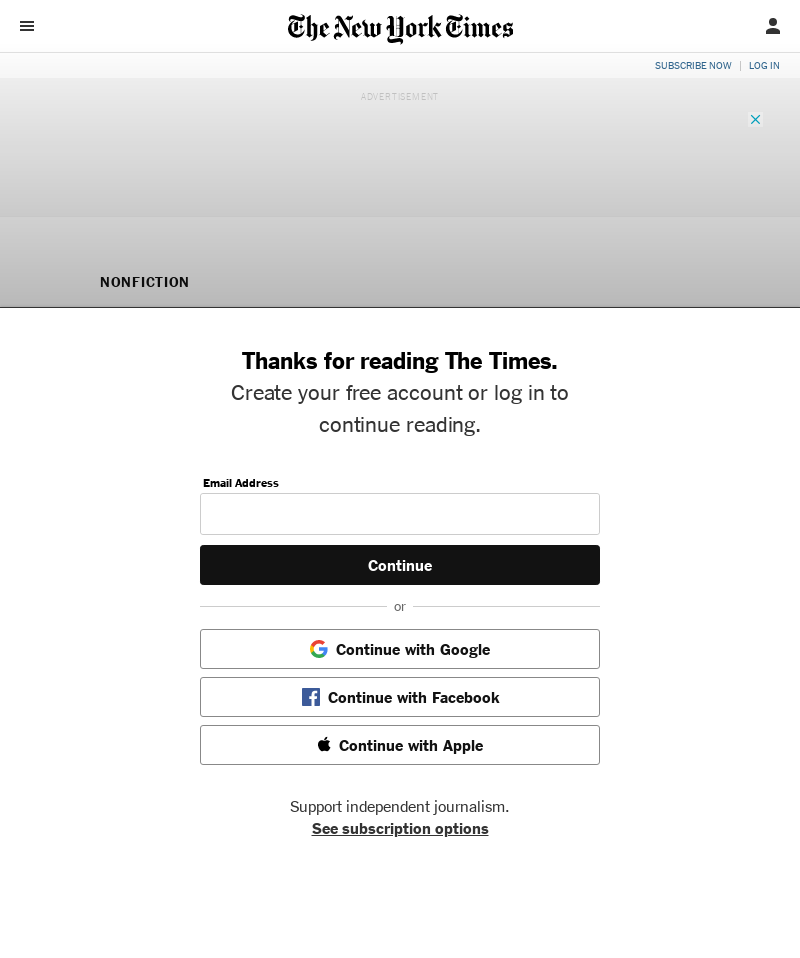 The New York Times
SUBSCRIBE NOW | LOG IN
ADVERTISEMENT
NONFICTION
Thanks for reading The Times.
Create your free account or log in to
continue reading.
Email Address
Continue
or
Continue with Google
Continue with Facebook
Continue with Apple
Support independent journalism.
See subscription options